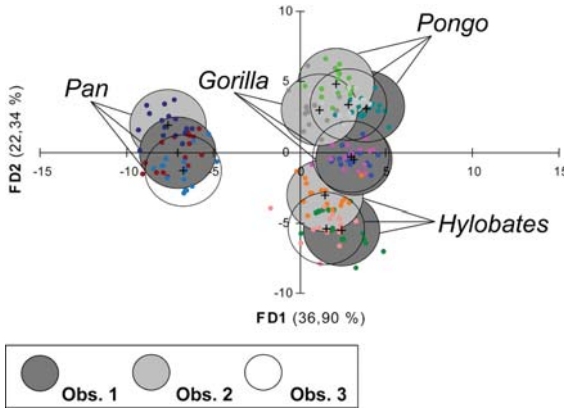 10
Pongo
Gorilla
Pan
5
FD2 (22,34 %)
-15
-10
-5
0
5
10
15
-5
Hylobates
-10
FD1 (36,90 %)
Obs. 1
Obs. 2
Obs. 3